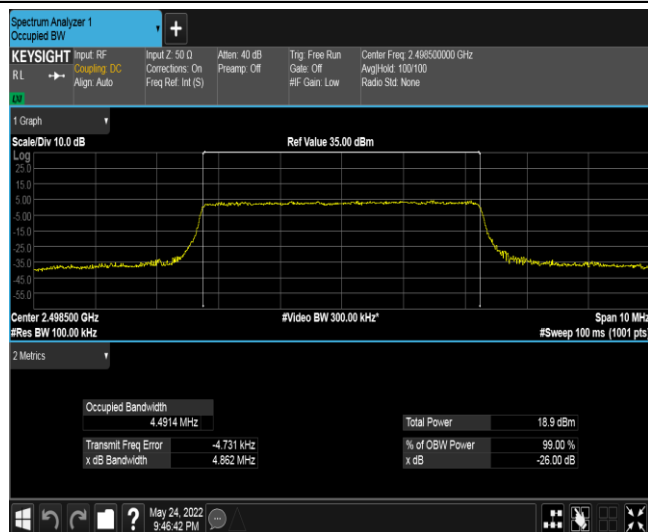 Spectrum Analyzer 1
Occupied BW
+
KEYSIGHT Input: RF Input Z: 50 Ω Atten: 40 dB Trig: Free Run Center Freq: 2.498500000 GHz
RL Coupling: DC Corrections: On Preamp: Off Gate: Off Avg|Hold: 100/100
Align: Auto Freq Ref: Int (S) #IF Gain: Low Radio Std: None
1 Graph
Scale/Div 10.0 dB Ref Value 35.00 dBm
Log
25.0
15.0
5.00
-5.00
-15.0
-25.0
-35.0
-45.0
-55.0
Center 2.498500 GHz #Video BW 300.00 kHz* Span 10 MHz
#Res BW 100.00 kHz #Sweep 100 ms (1001 pts)
2 Metrics
Occupied Bandwidth
4.4914 MHz Total Power 18.9 dBm
Transmit Freq Error -4.731 kHz % of OBW Power 99.00 %
x dB Bandwidth 4.862 MHz x dB -26.00 dB
? May 24, 2022
9:46:42 PM